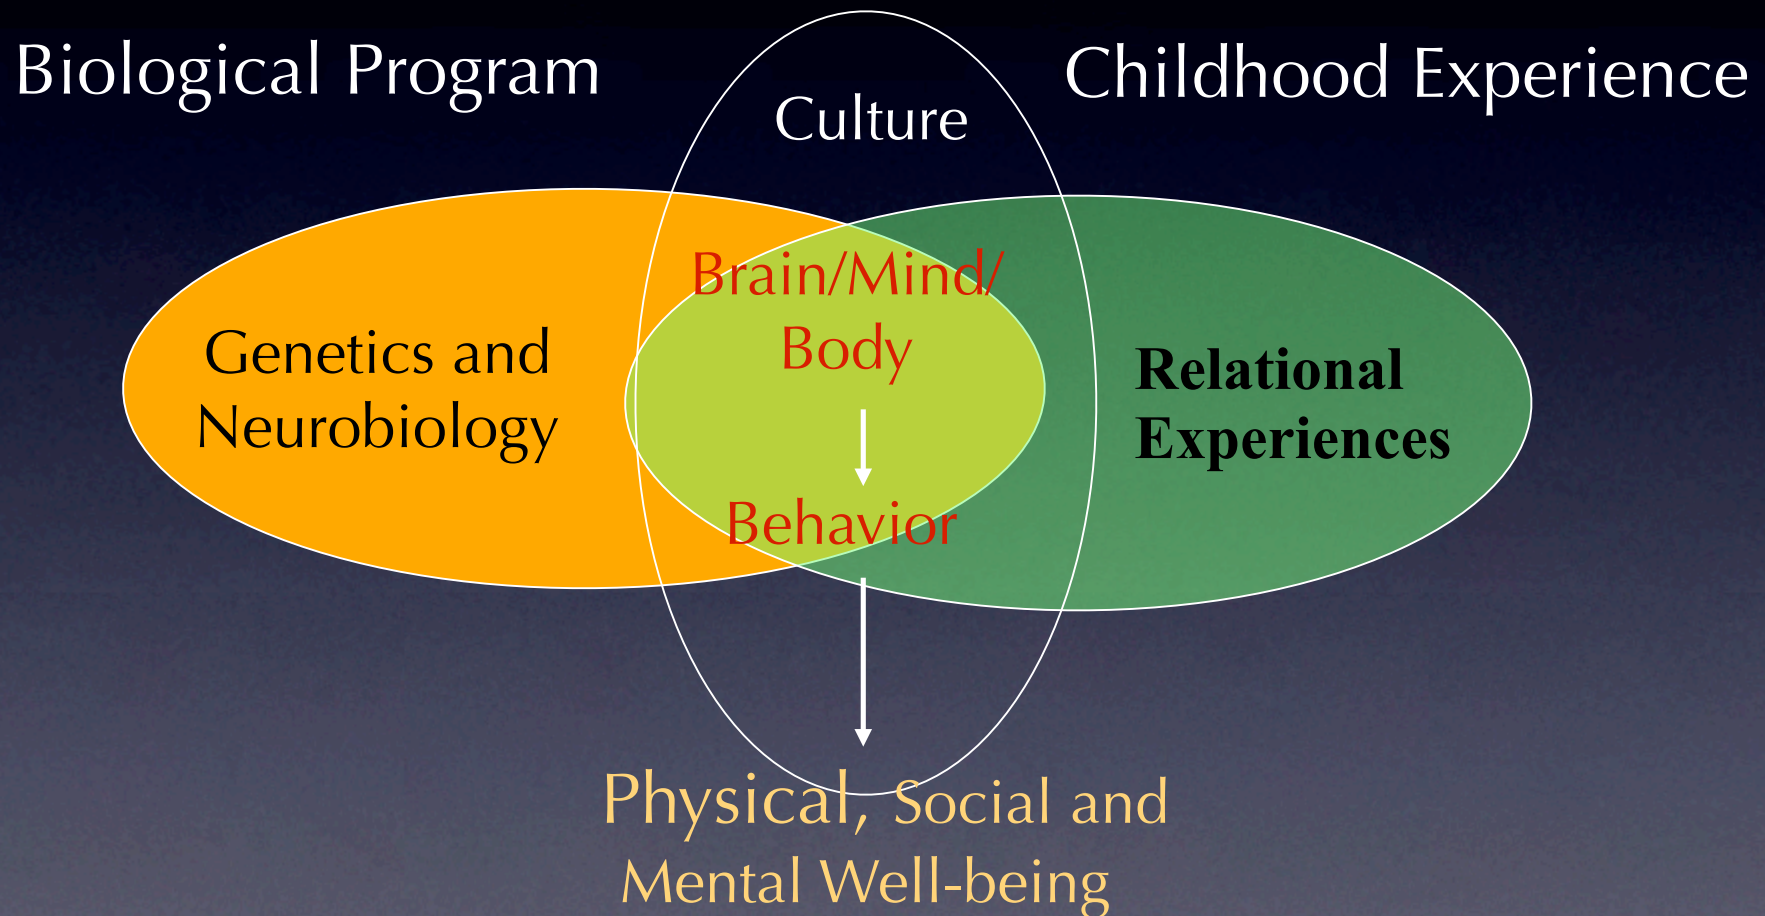 Biological Program
Culture
Childhood Experience
Genetics and
Neurobiology
Brain/Mind/
Body
Behavior
Relational
Experiences
Physical, Social and
Mental Well-being